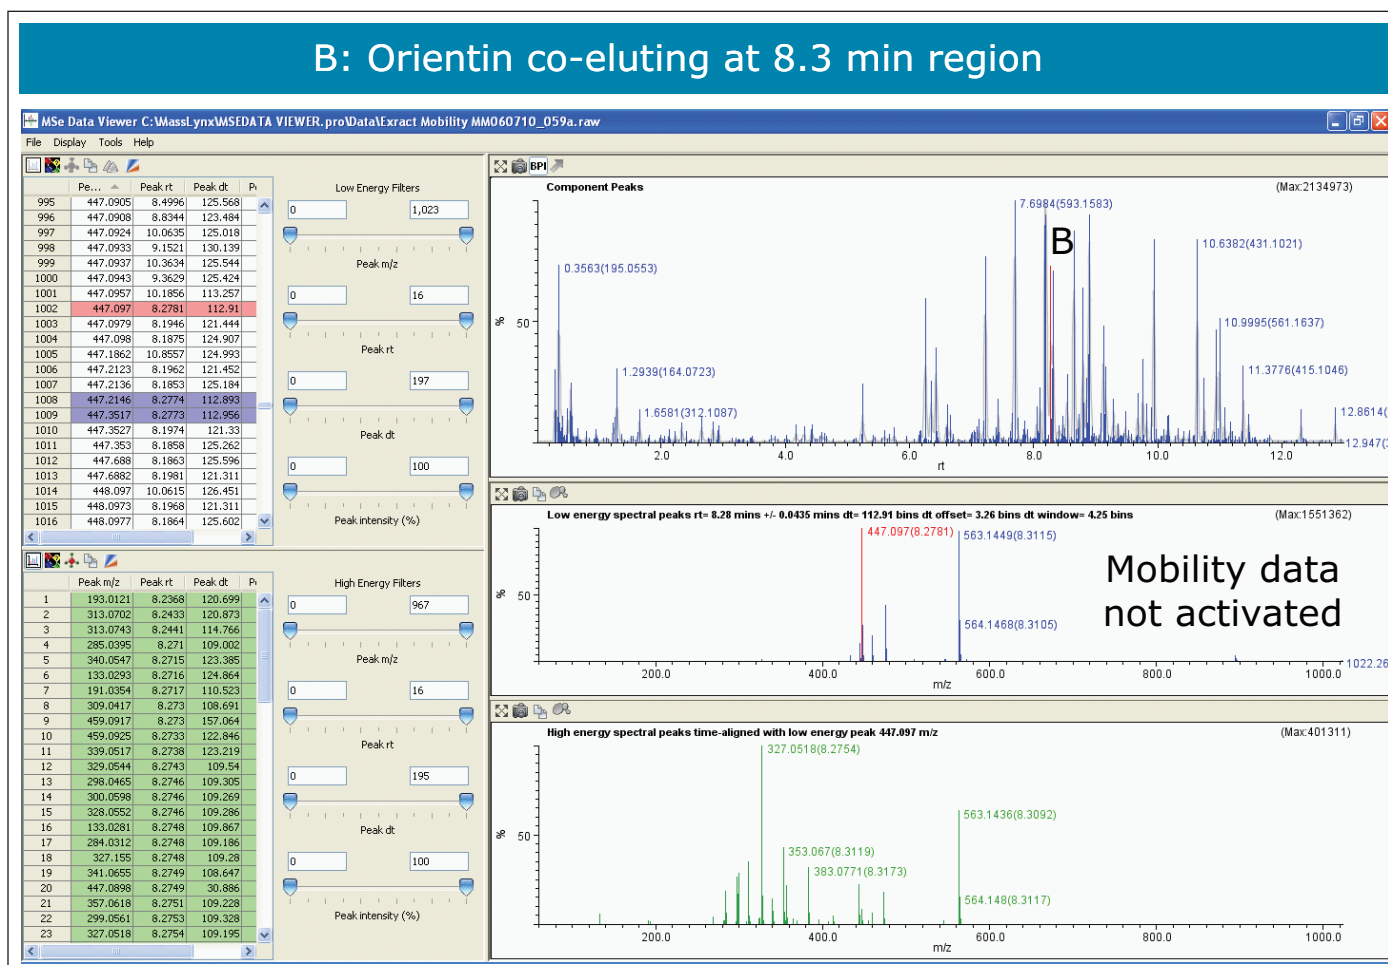 B: Orientin co-eluting at 8.3 min region
MSe Data Viewer C:\MassLynx\MSEDATA VIEWER.pro\Data\Exract Mobility MM060710_059a.raw
File Display Tools Help
Pe... Peak rt Peak dt
995 447.0905 8.4996 125.568
996 447.0908 8.8344 123.484
997 447.0924 10.0635 125.018
998 447.0933 9.1521 130.139
999 447.0937 10.3634 125.544
1000 447.0943 9.3629 125.424
1001 447.0957 10.1856 113.257
1002 447.097 8.2781 112.91
1003 447.0979 8.1946 121.444
1004 447.098 8.1875 124.907
1005 447.1862 10.8557 124.993
1006 447.2123 8.1962 121.452
1007 447.2136 8.1853 125.184
1008 447.2146 8.2774 112.893
1009 447.3517 8.2773 112.956
1010 447.3527 8.1974 121.33
1011 447.353 8.1858 125.262
1012 447.688 8.1863 125.596
1013 447.6882 8.1981 121.311
1014 448.097 10.0615 126.451
1015 448.0973 8.1968 121.311
1016 448.0977 8.1864 125.602
Low Energy Filters
0 1,023
Peak m/z
0 16
Peak rt
0 197
Peak dt
0 100
Peak intensity (%)
Peak m/z Peak rt Peak dt
1 193.0121 8.2368 120.699
2 313.0702 8.2433 120.873
3 313.0743 8.2441 114.766
4 285.0395 8.271 109.002
5 340.0547 8.2715 123.385
6 133.0293 8.2716 124.864
7 191.0354 8.2717 110.523
8 309.0417 8.273 108.691
9 459.0917 8.273 157.064
10 459.0925 8.2733 122.846
11 339.0517 8.2738 123.219
12 329.0544 8.2743 109.54
13 298.0465 8.2746 109.305
14 300.0598 8.2746 109.269
15 328.0552 8.2746 109.286
16 133.0281 8.2748 109.867
17 284.0312 8.2748 109.186
18 327.155 8.2748 109.28
19 341.0655 8.2749 108.647
20 447.0898 8.2749 30.886
21 357.0618 8.2751 109.228
22 299.0561 8.2753 109.328
23 327.0518 8.2754 109.195
High Energy Filters
0 967
Peak m/z
0 16
Peak rt
0 195
Peak dt
0 100
Peak intensity (%)
BPI
Component Peaks
(Max:2134973)
7.6984(593.1583)
B
10.6382(431.1021)
0.3563(195.0553)
% 50
10.9995(561.1637)
1.2939(164.0723)
11.3776(415.1046)
1.6581(312.1087)
12.8614(
12.947(3
2.0 4.0 6.0 8.0 10.0 12.0
rt
Low energy spectral peaks rt= 8.28 mins +/- 0.0435 mins dt= 112.91 bins dt offset= 3.26 bins dt window= 4.25 bins
(Max:1551362)
447.097(8.2781) 563.1449(8.3115)
Mobility data
not activated
% 50
564.1468(8.3105)
1022.26
200.0 400.0 600.0 800.0 1000.0
m/z
High energy spectral peaks time-aligned with low energy peak 447.097 m/z
(Max:401311)
327.0518(8.2754)
563.1436(8.3092)
% 50
353.067(8.3119)
383.0771(8.3173)
564.148(8.3117)
200.0 400.0 600.0 800.0 1000.0
m/z